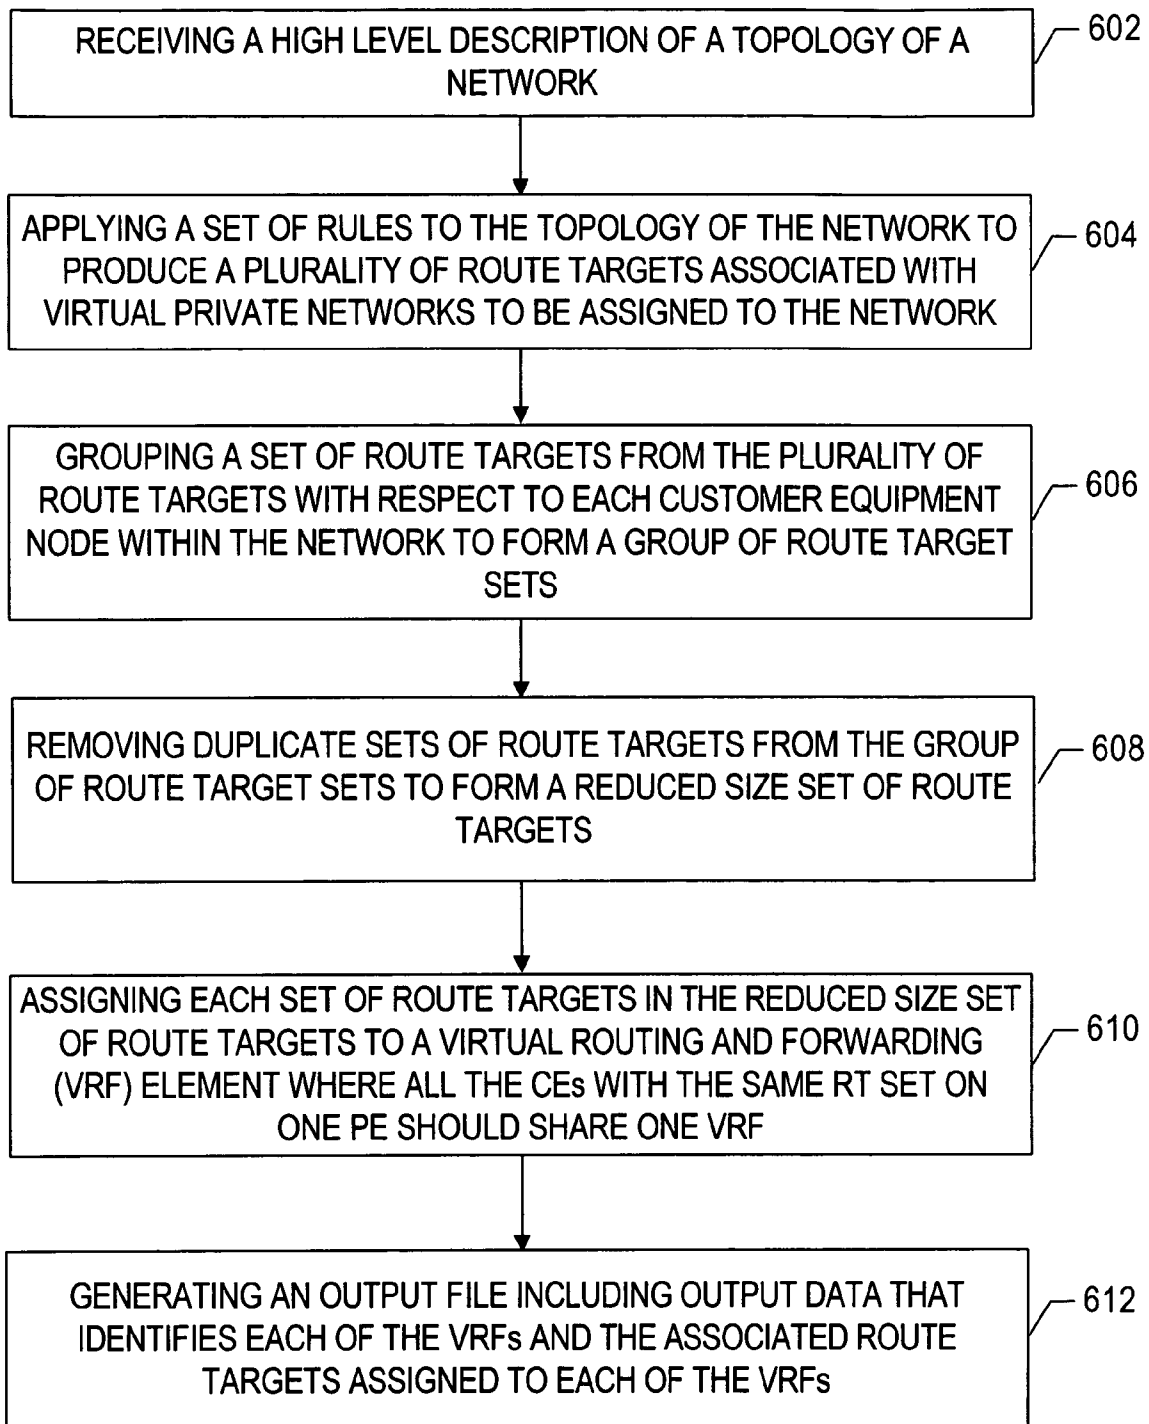 RECEIVING A HIGH LEVEL DESCRIPTION OF A TOPOLOGY OF A
NETWORK
602
APPLYING A SET OF RULES TO THE TOPOLOGY OF THE NETWORK TO
PRODUCE A PLURALITY OF ROUTE TARGETS ASSOCIATED WITH
VIRTUAL PRIVATE NETWORKS TO BE ASSIGNED TO THE NETWORK
604
GROUPING A SET OF ROUTE TARGETS FROM THE PLURALITY OF
ROUTE TARGETS WITH RESPECT TO EACH CUSTOMER EQUIPMENT
NODE WITHIN THE NETWORK TO FORM A GROUP OF ROUTE TARGET
SETS
606
REMOVING DUPLICATE SETS OF ROUTE TARGETS FROM THE GROUP
OF ROUTE TARGET SETS TO FORM A REDUCED SIZE SET OF ROUTE
TARGETS
608
ASSIGNING EACH SET OF ROUTE TARGETS IN THE REDUCED SIZE SET
OF ROUTE TARGETS TO A VIRTUAL ROUTING AND FORWARDING
(VRF) ELEMENT WHERE ALL THE CEs WITH THE SAME RT SET ON
ONE PE SHOULD SHARE ONE VRF
610
GENERATING AN OUTPUT FILE INCLUDING OUTPUT DATA THAT
IDENTIFIES EACH OF THE VRFs AND THE ASSOCIATED ROUTE
TARGETS ASSIGNED TO EACH OF THE VRFs
612